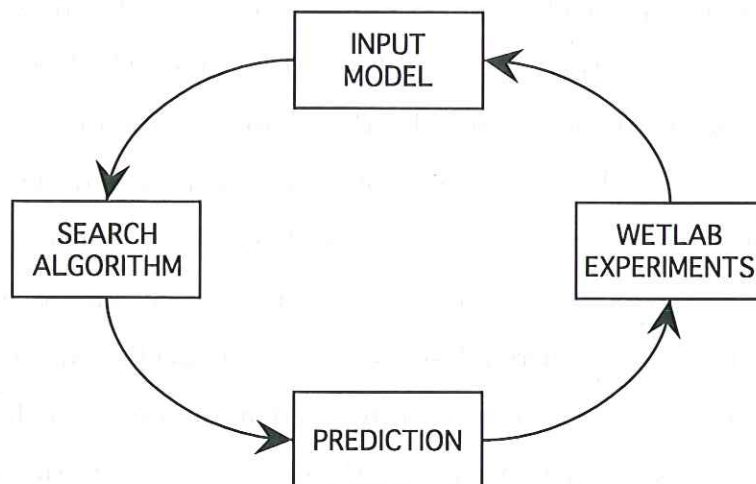 INPUT
MODEL
SEARCH
ALGORITHM
WETLAB
EXPERIMENTS
PREDICTION